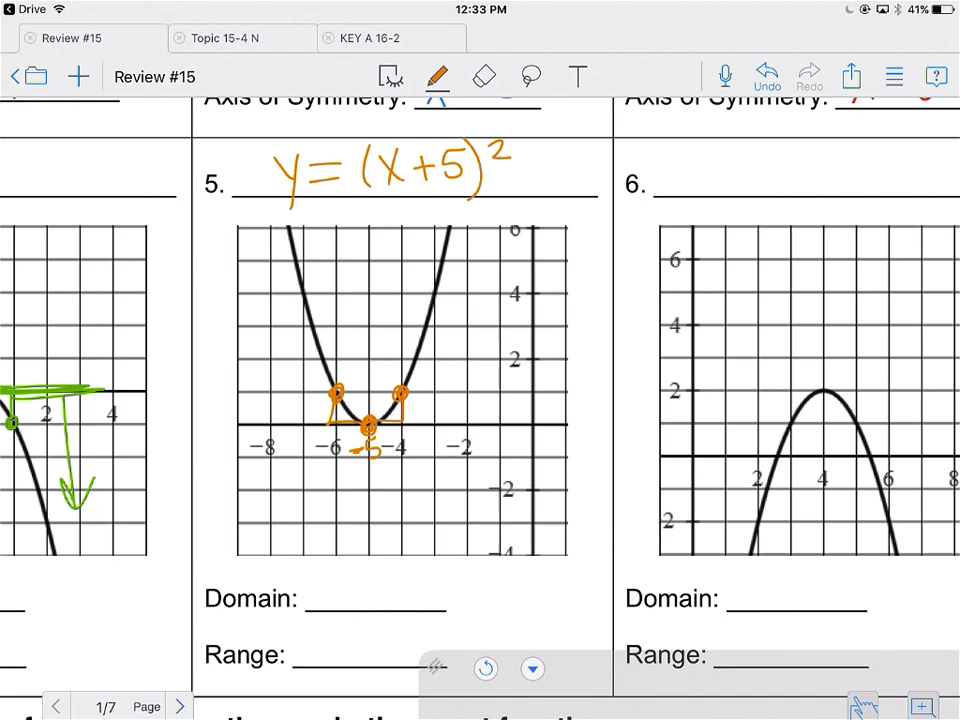 Drive 12:33 PM 41%
Review #15 Topic 15-4 N KEY A 16-2
Review #15 T Undo Redo ?
Axis of Symmetry: Axis of Symmetry:
5. y = (x+5)²
6.
2 4
6
4
2
-8 -6 -5 -4 -2
-2
-4
6
4
2
2 4 6 8
2
Domain:
Range:
Domain:
Range:
1/7 Page